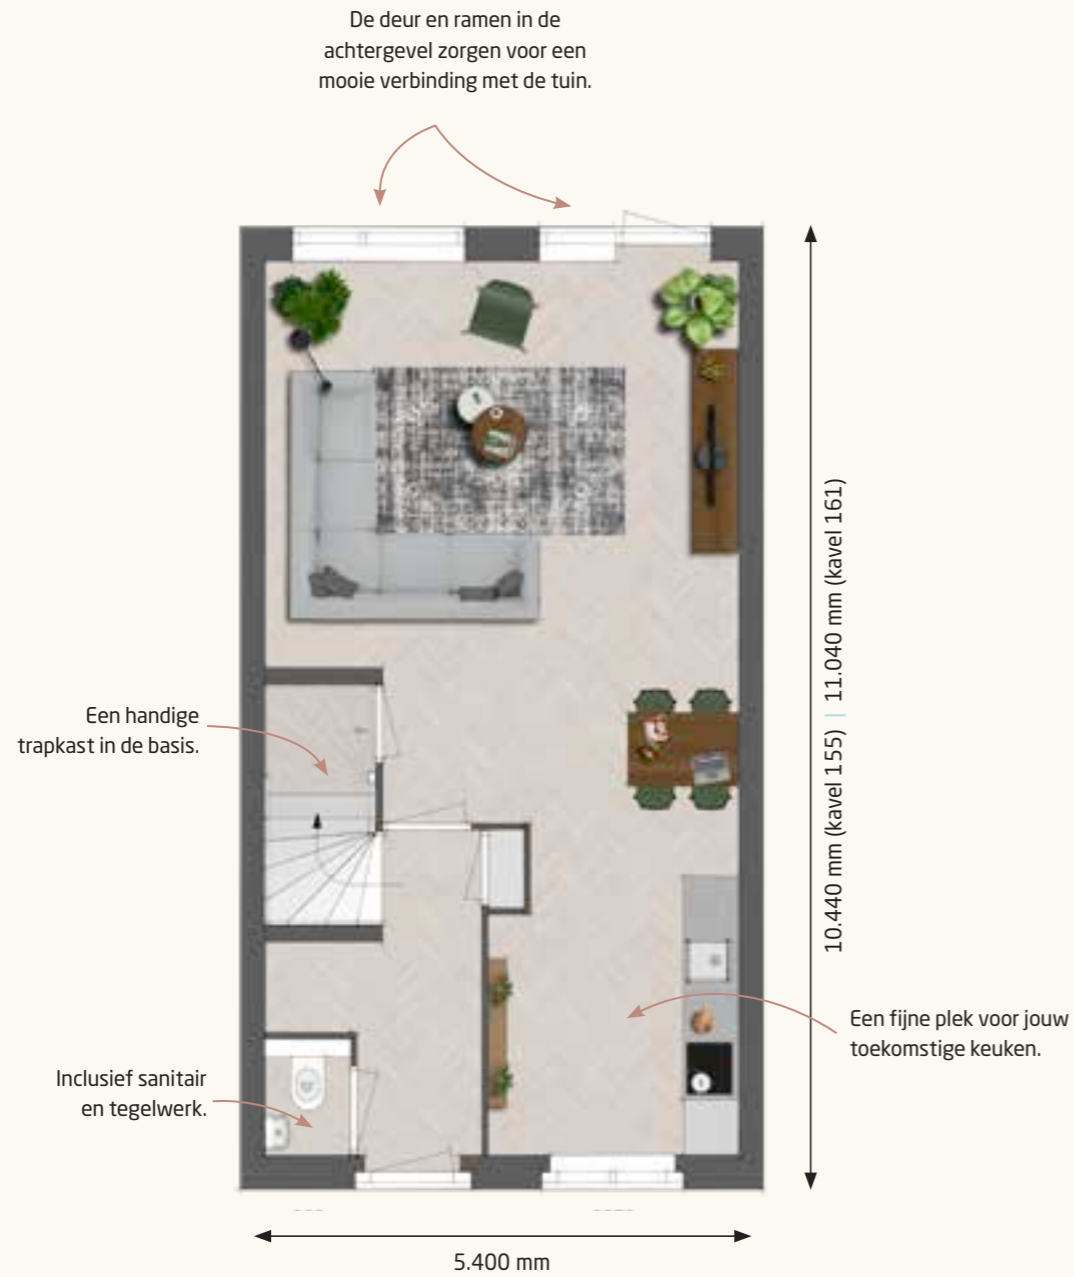 De deur en ramen in de
achtergevel zorgen voor een
mooie verbinding met de tuin.
10.440 mm (kavel 155) | 11.040 mm (kavel 161)
Een handige
trapkast in de basis.
Een fijne plek voor jouw
toekomstige keuken.
Inclusief sanitair
en tegelwerk.
5.400 mm